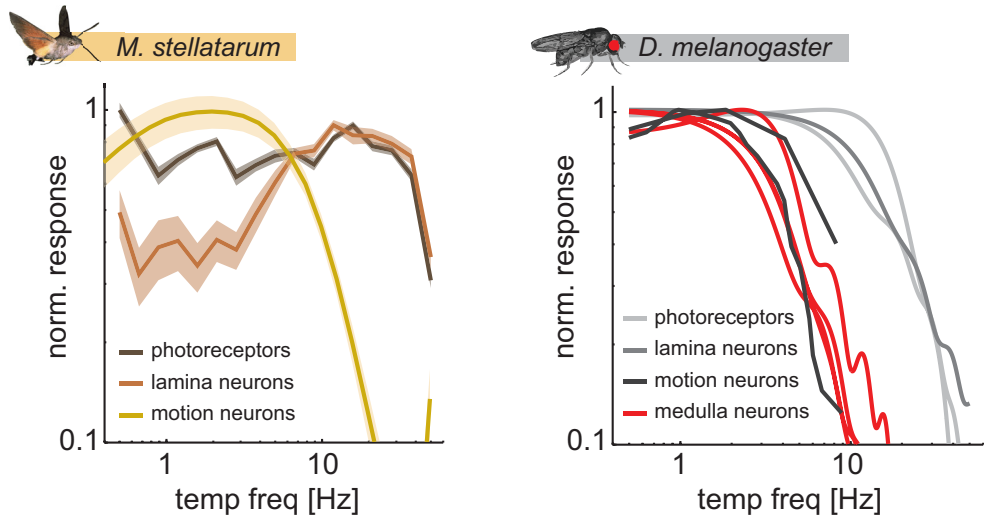 M. stellatarum
1
0.1
norm. response
photoreceptors
lamina neurons
motion neurons
1
10
temp freq [Hz]
D. melanogaster
1
0.1
norm. response
photoreceptors
lamina neurons
motion neurons
medulla neurons
1
10
temp freq [Hz]